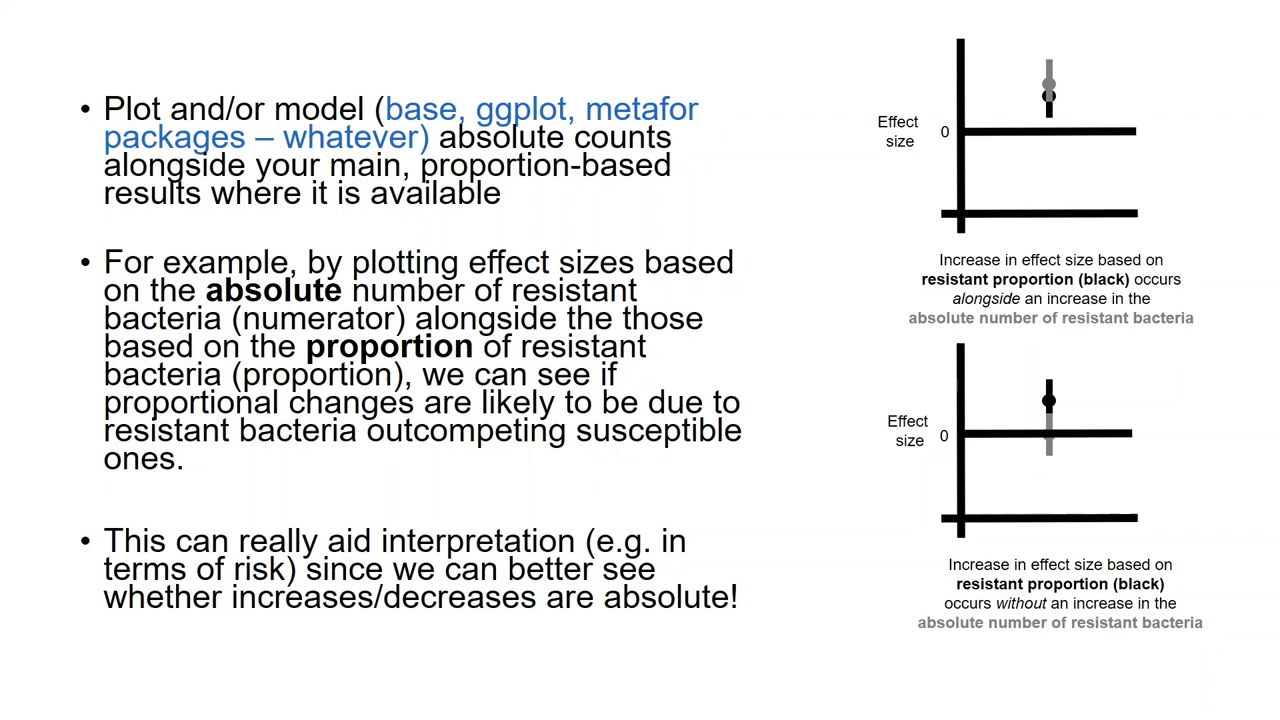 • Plot and/or model (base, ggplot, metafor
packages – whatever) absolute counts
alongside your main, proportion-based
results where it is available
• For example, by plotting effect sizes based
on the absolute number of resistant
bacteria (numerator) alongside the those
based on the proportion of resistant
bacteria (proportion), we can see if
proportional changes are likely to be due to
resistant bacteria outcompeting susceptible
ones.
• This can really aid interpretation (e.g. in
terms of risk) since we can better see
whether increases/decreases are absolute!
Effect
size
0
Increase in effect size based on
resistant proportion (black) occurs
alongside an increase in the
absolute number of resistant bacteria
Effect
size
0
Increase in effect size based on
resistant proportion (black)
occurs without an increase in the
absolute number of resistant bacteria